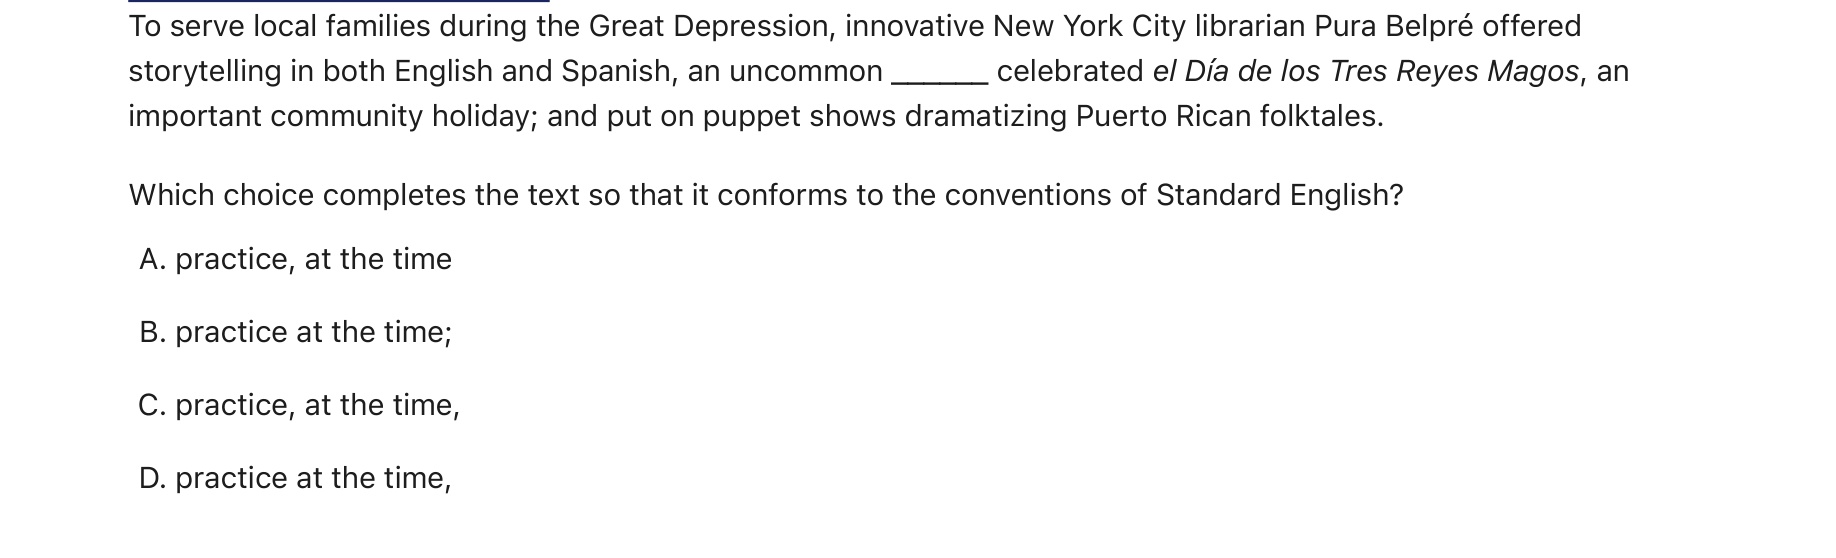 To serve local families during the Great Depression, innovative New York City librarian Pura Belpré offered
storytelling in both English and Spanish, an uncommon ______ celebrated el Día de los Tres Reyes Magos, an
important community holiday; and put on puppet shows dramatizing Puerto Rican folktales.
Which choice completes the text so that it conforms to the conventions of Standard English?
A. practice, at the time
B. practice at the time;
C. practice, at the time,
D. practice at the time,